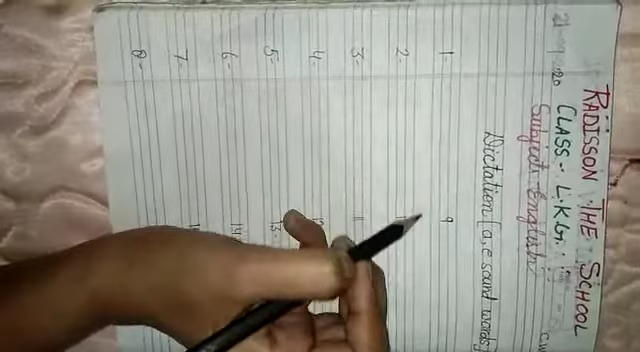 RADISSON THE SCHOOL
CLASS- L.K.G.
Subject- English
C.W
Dictation (a, e sound words)
1- 9
2-
3- 11
4-
5- 13-
6- 14
7-
8-